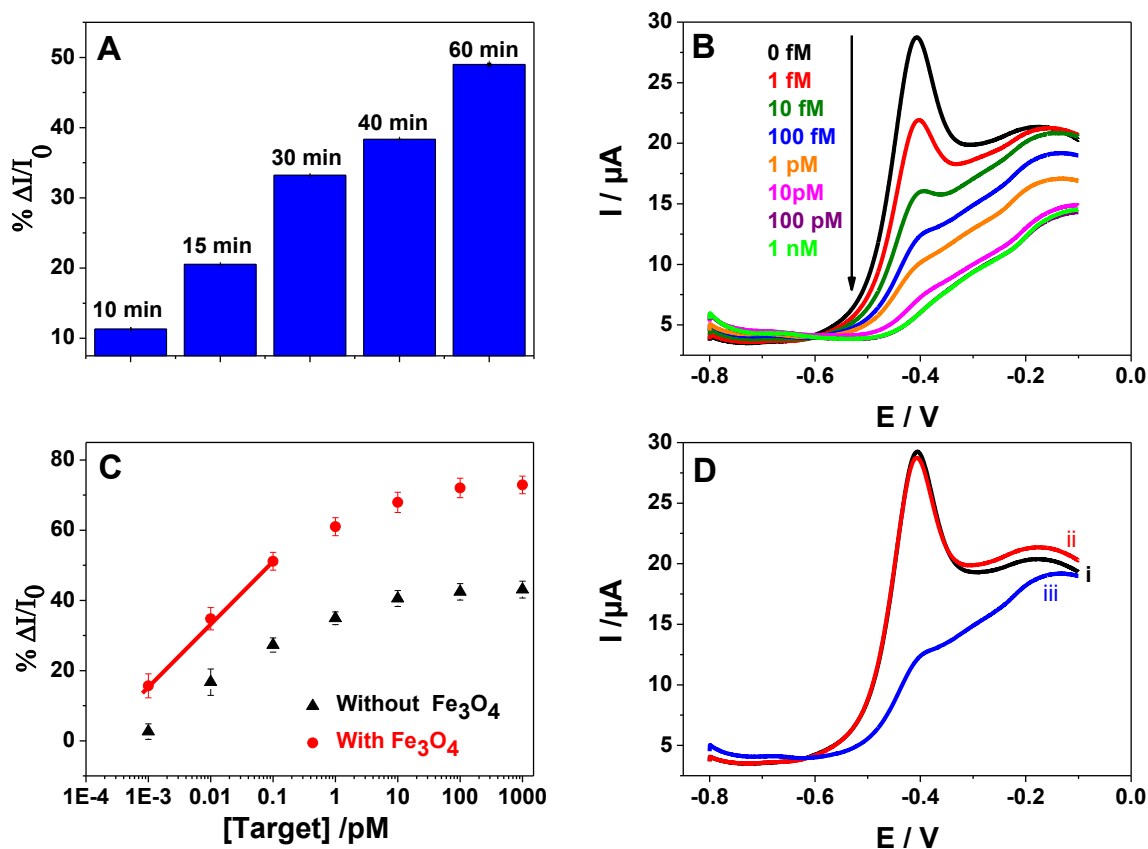 A
10 min
15 min
30 min
40 min
60 min
50
40
30
20
10
% ΔI/I0
B
0 fM
1 fM
10 fM
100 fM
1 pM
10pM
100 pM
1 nM
30
25
20
15
10
5
I / µA
-0.8
-0.6
-0.4
-0.2
0.0
E / V
C
80
60
40
20
0
% ΔI/I0
Without Fe3O4
With Fe3O4
1E-4
1E-3
0.01
0.1
1
10
100
1000
[Target] /pM
D
30
25
20
15
10
5
I /µA
ii
i
iii
-0.8
-0.6
-0.4
-0.2
0.0
E / V